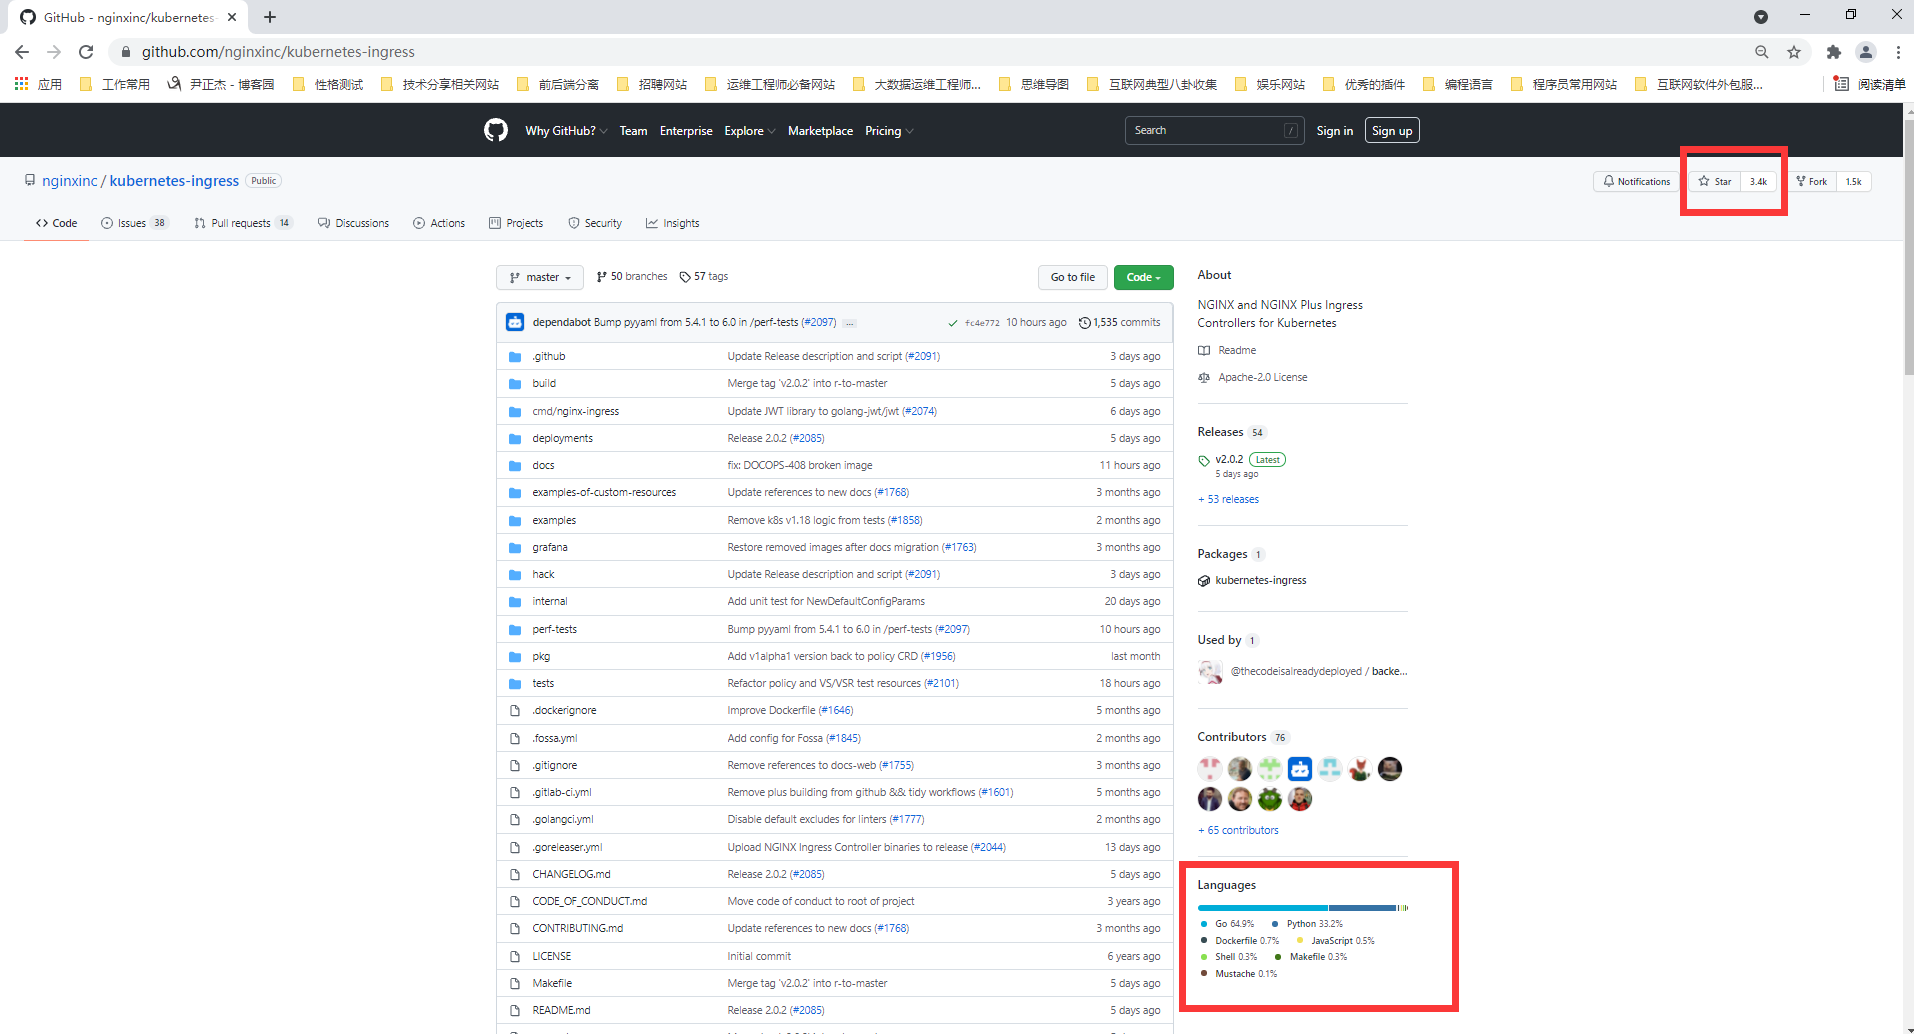 GitHub - nginxinc/kubernetes-
github.com/nginxinc/kubernetes-ingress
应用 工作常用 尹正杰 - 博客园 性格测试 技术分享相关网站 前后端分离 招聘网站 运维工程师必备网站 大数据运维工程师... 思维导图 互联网典型八卦收集 娱乐网站 优秀的插件 编程语言 程序员常用网站 互联网软件外包服... 阅读清单
Why GitHub? Team Enterprise Explore Marketplace Pricing Search / Sign in Sign up
nginxinc / kubernetes-ingress Public Notifications Star 3.4k Fork 1.5k
Code Issues 38 Pull requests 14 Discussions Actions Projects Security Insights
master 50 branches 57 tags Go to file Code
dependabot Bump pyyaml from 5.4.1 to 6.0 in /perf-tests (#2097) ... fc4e772 10 hours ago 1,535 commits
.github Update Release description and script (#2091) 3 days ago
build Merge tag 'v2.0.2' into r-to-master 5 days ago
cmd/nginx-ingress Update JWT library to golang-jwt/jwt (#2074) 6 days ago
deployments Release 2.0.2 (#2085) 5 days ago
docs fix: DOCOPS-408 broken image 11 hours ago
examples-of-custom-resources Update references to new docs (#1768) 3 months ago
examples Remove k8s v1.18 logic from tests (#1858) 2 months ago
grafana Restore removed images after docs migration (#1763) 3 months ago
hack Update Release description and script (#2091) 3 days ago
internal Add unit test for NewDefaultConfigParams 20 days ago
perf-tests Bump pyyaml from 5.4.1 to 6.0 in /perf-tests (#2097) 10 hours ago
pkg Add v1alpha1 version back to policy CRD (#1956) last month
tests Refactor policy and VS/VSR test resources (#2101) 18 hours ago
.dockerignore Improve Dockerfile (#1646) 5 months ago
.fossa.yml Add config for Fossa (#1845) 2 months ago
.gitignore Remove references to docs-web (#1755) 3 months ago
.gitlab-ci.yml Remove plus building from github && tidy workflows (#1601) 5 months ago
.golangci.yml Disable default excludes for linters (#1777) 2 months ago
.goreleaser.yml Upload NGINX Ingress Controller binaries to release (#2044) 13 days ago
CHANGELOG.md Release 2.0.2 (#2085) 5 days ago
CODE_OF_CONDUCT.md Move code of conduct to root of project 3 years ago
CONTRIBUTING.md Update references to new docs (#1768) 3 months ago
LICENSE Initial commit 6 years ago
Makefile Merge tag 'v2.0.2' into r-to-master 5 days ago
README.md Release 2.0.2 (#2085) 5 days ago
About
NGINX and NGINX Plus Ingress
Controllers for Kubernetes
Readme
Apache-2.0 License
Releases 54
v2.0.2 Latest
5 days ago
+ 53 releases
Packages 1
kubernetes-ingress
Used by 1
@thecodeisalreadydeployed / backe...
Contributors 76
+ 65 contributors
Languages
Go 64.9% Python 33.2%
Dockerfile 0.7% JavaScript 0.5%
Shell 0.3% Makefile 0.3%
Mustache 0.1%